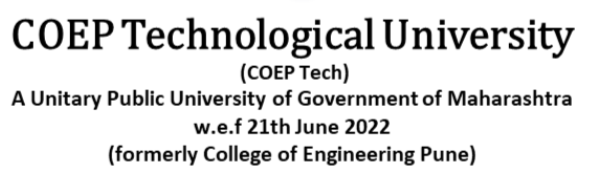 COEP Technological University
(COEP Tech)
A Unitary Public University of Government of Maharashtra
w.e.f 21th June 2022
(formerly College of Engineering Pune)